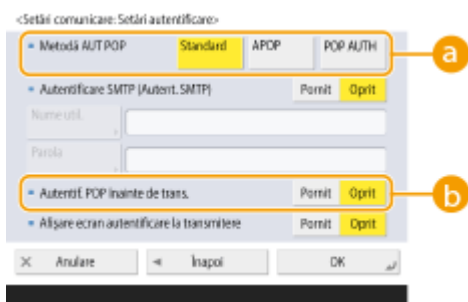 <Setări comunicare: Setări autentificare>
Metodă AUT POP Standard APOP POP AUTH a
Autentificare SMTP (Autent. SMTP) Pornit Oprit
Nume util.
Parola
Autentif. POP înainte de trans. Pornit Oprit b
Afişare ecran autentificare la transmitere Pornit Oprit
Anulare Înapoi OK